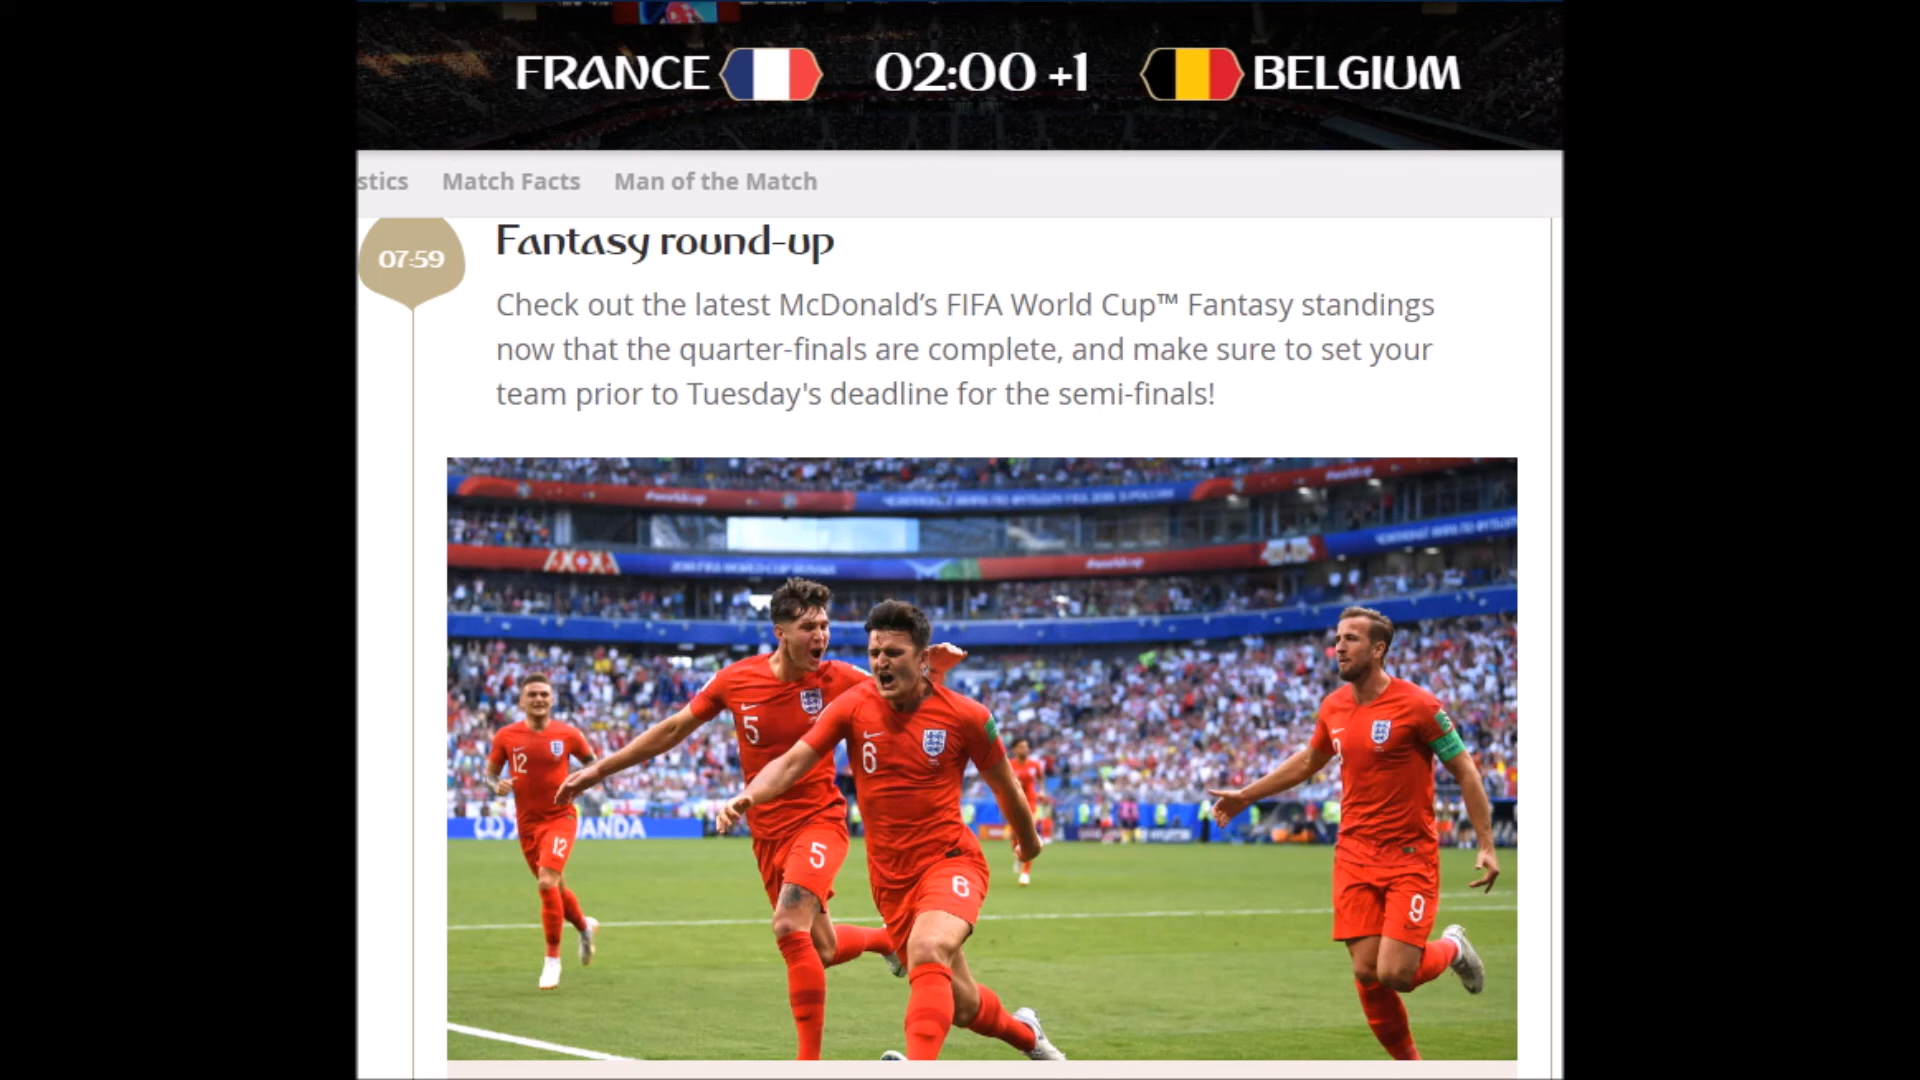 FRANCE 02:00 +1 BELGIUM
stics Match Facts Man of the Match
07:59
Fantasy round-up
Check out the latest McDonald’s FIFA World Cup™ Fantasy standings
now that the quarter-finals are complete, and make sure to set your
team prior to Tuesday's deadline for the semi-finals!
5
6
12
9
12
5
6
ANDA